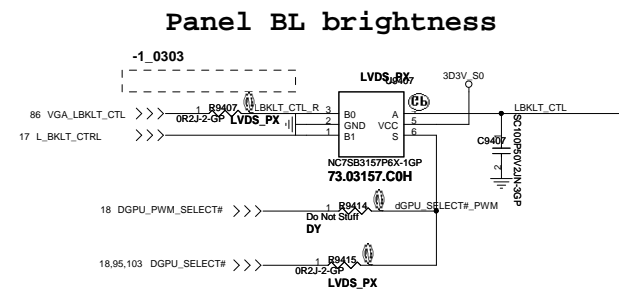 Panel BL brightness
-1_0303
LVDS_PX
U9407
3D3V_S0
86 VGA_LBKLT_CTL
1 R9407 2
0R2J-2-GP
LVDS_PX
LBKLT_CTL_R
3 B0 A 4
LBKLT_CTL
2 GND VCC 5
17 L_BKLT_CTRL
1 B1 S 6
NC7SB3157P6X-1GP
73.03157.C0H
C9407
2
SC100P50V2JN-3GP
18 DGPU_PWM_SELECT#
1 R9414
Do Not Stuff
DY
dGPU_SELECT#_PWM
18,95,103 DGPU_SELECT#
1 R9415
0R2J-2-GP
LVDS_PX